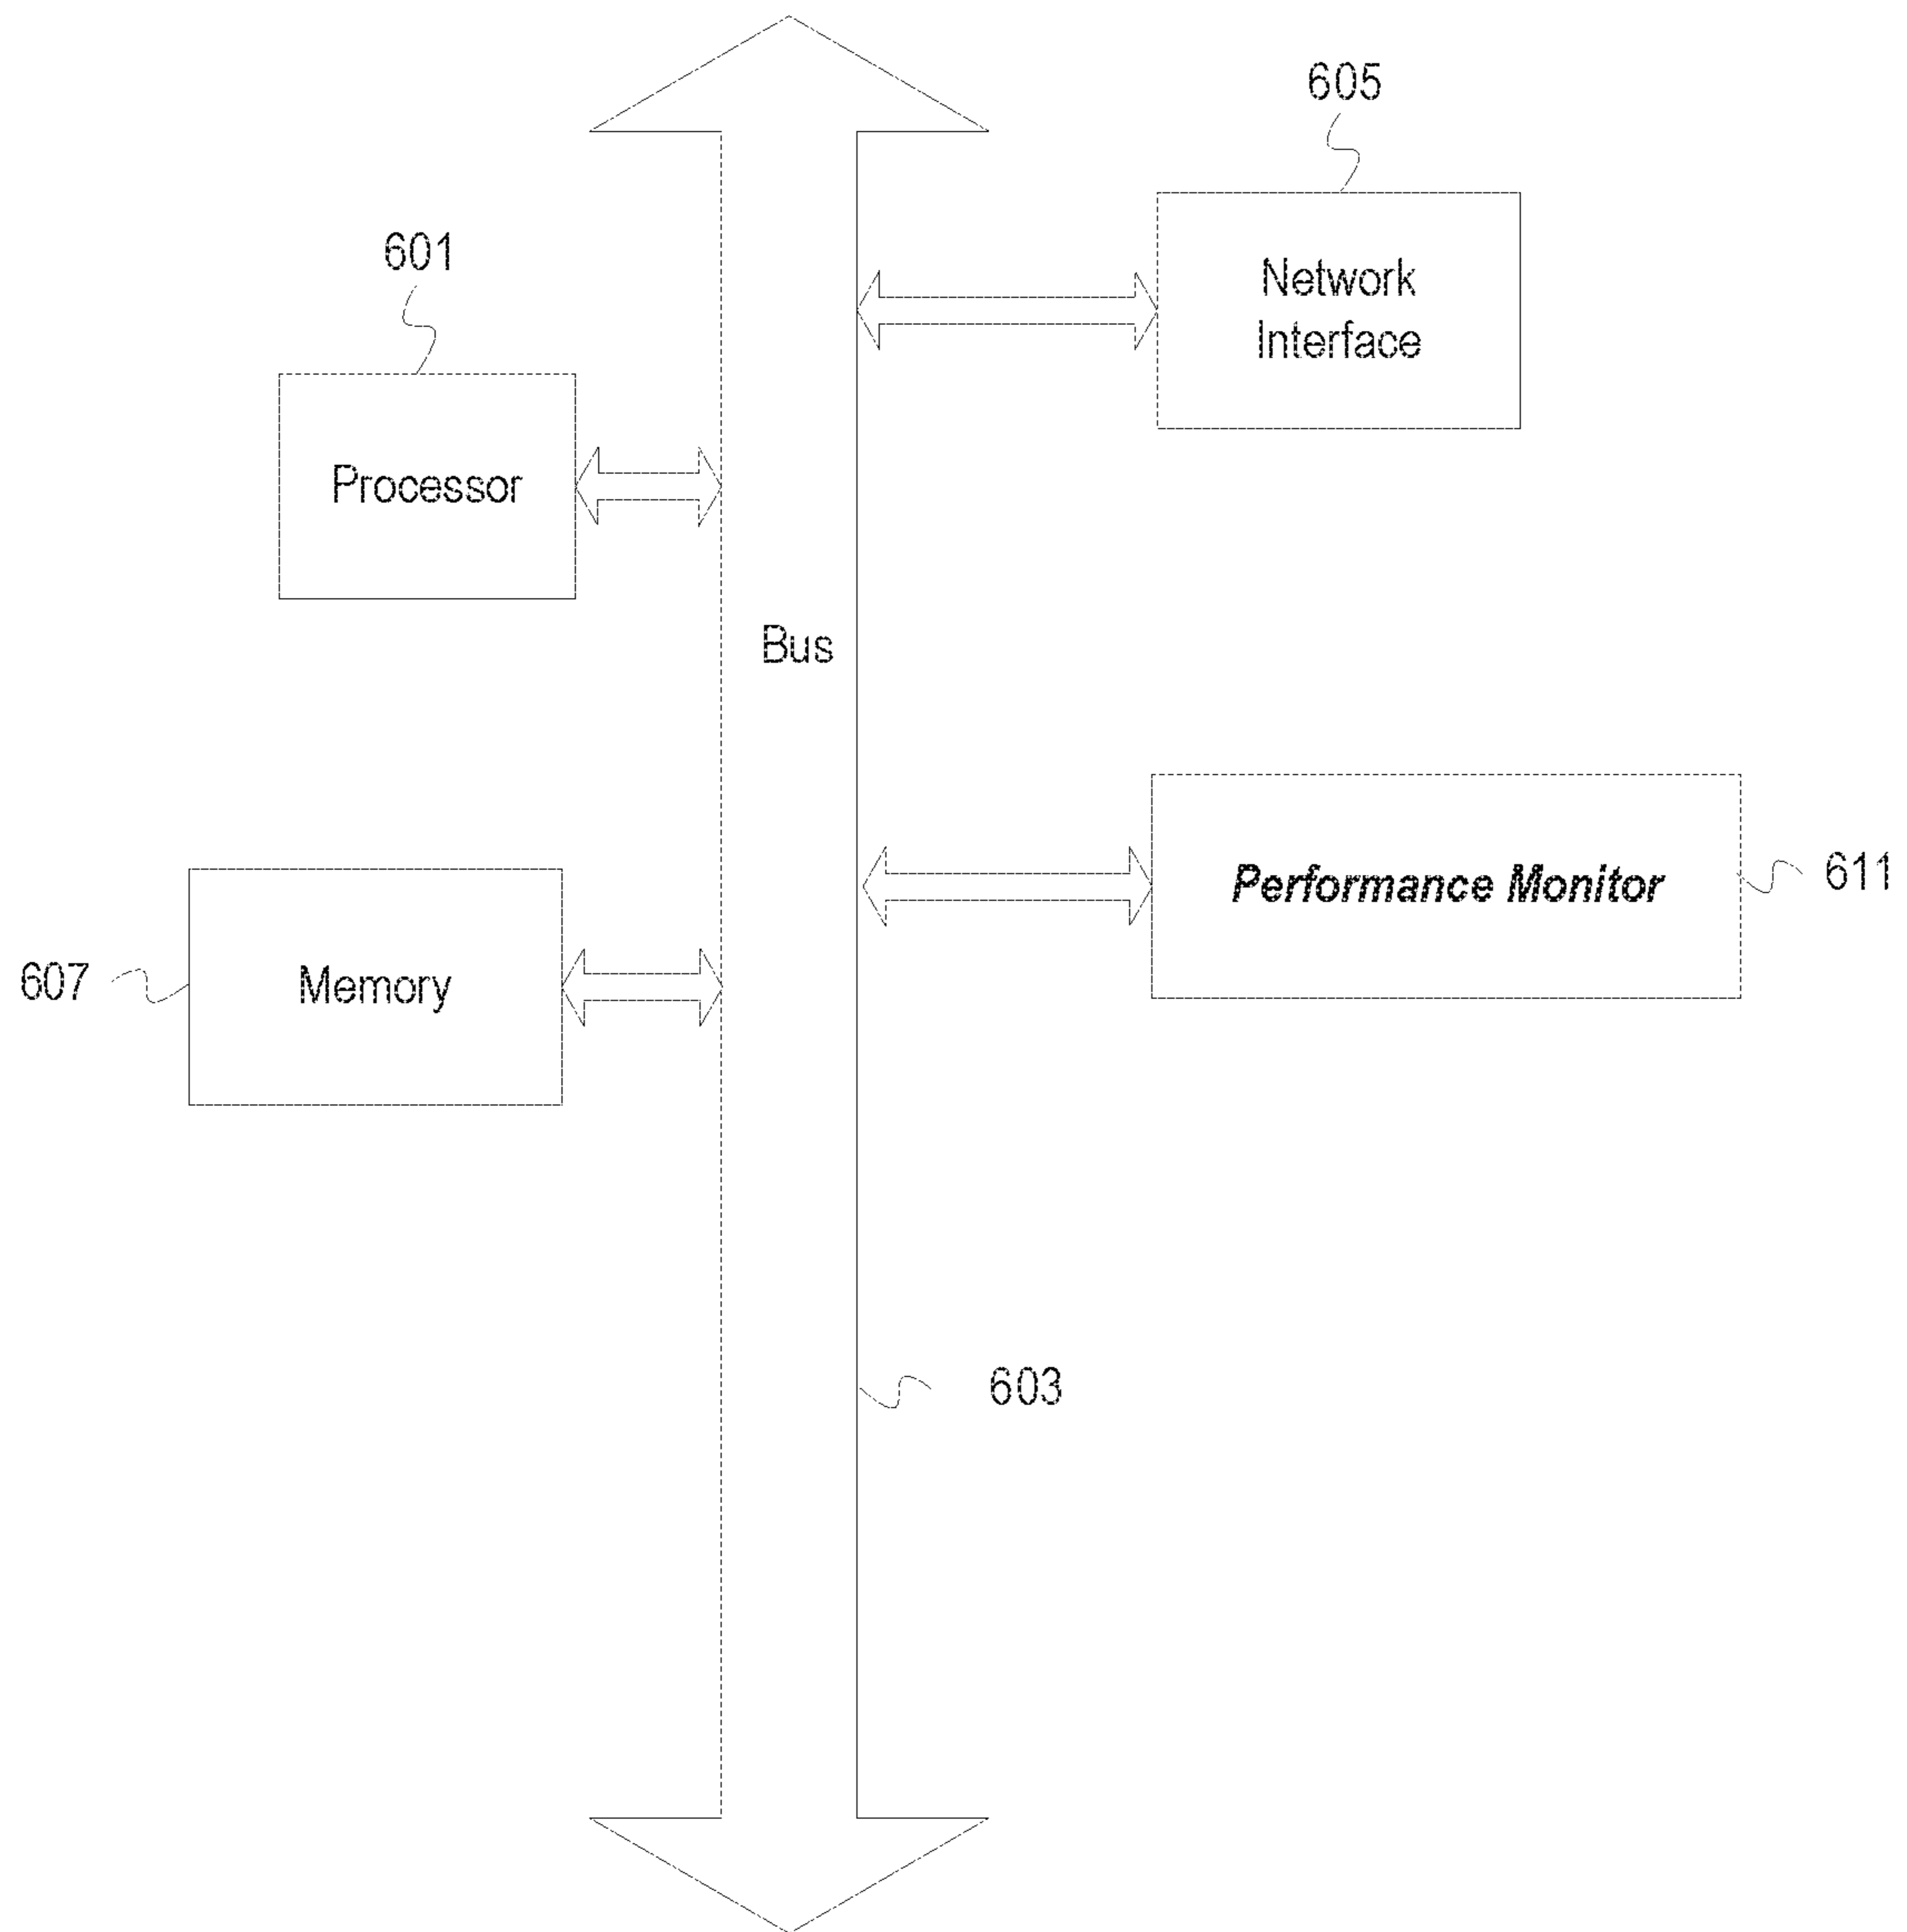 605
Network
Interface
601
Processor
Bus
Performance Monitor
611
607
Memory
603